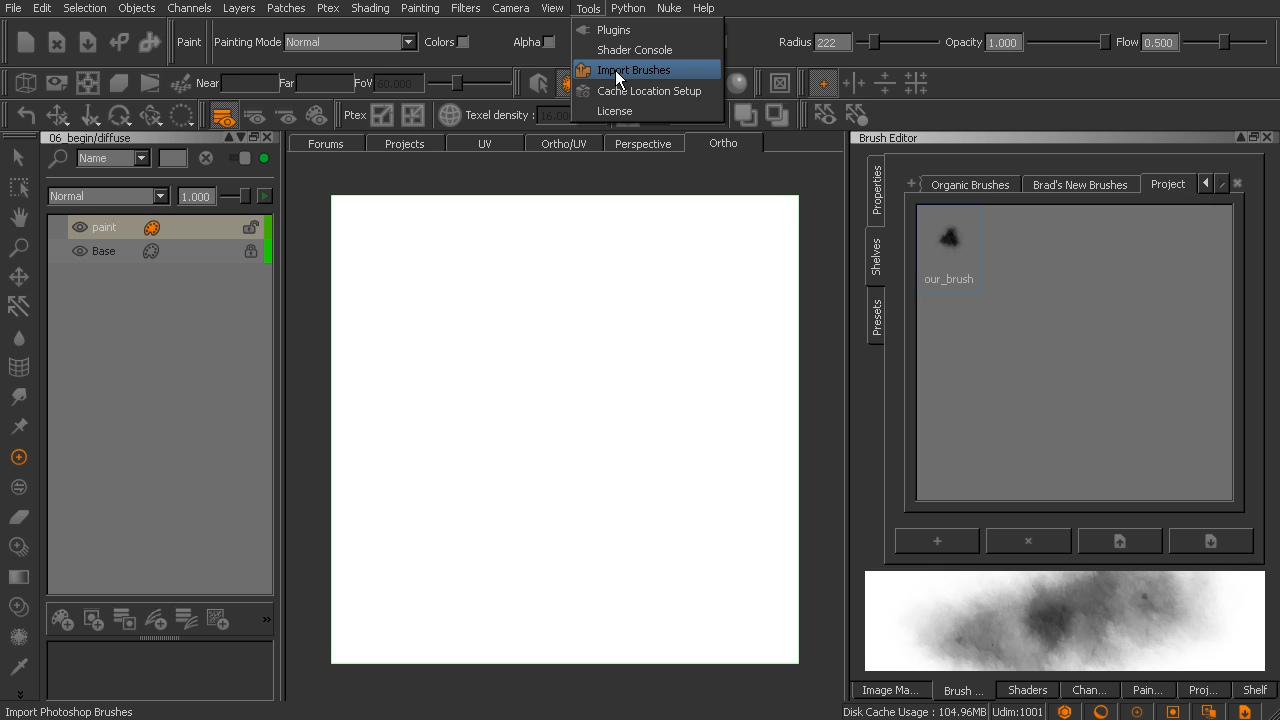 File Edit Selection Objects Channels Layers Patches Ptex Shading Painting Filters Camera View Tools Python Nuke Help
Paint Painting Mode Normal Colors Alpha Radius 222 Opacity 1.000 Flow 0.500
Plugins
Shader Console
Import Brushes
Cache Location Setup
License
Near Far FoV 60.000
Ptex Texel density : 16.00
06_begin/diffuse
Name
Normal 1.000
paint
Base
Forums Projects UV Ortho/UV Perspective Ortho
Brush Editor
Properties
Shelves
Presets
Organic Brushes Brad's New Brushes Project
our_brush
Image Ma... Brush ... Shaders Chan... Pain... Proj... Shelf
Import Photoshop Brushes
Disk Cache Usage : 104.96MB Udim:1001